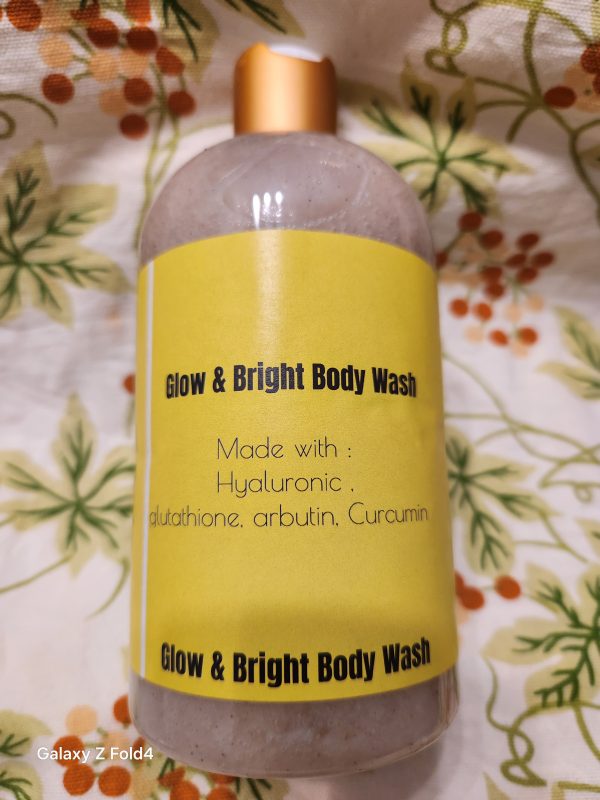 Glow & Bright Body Wash
Made with :
Hyaluronic ,
glutathione, arbutin, Curcumin
Glow & Bright Body Wash
Galaxy Z Fold4